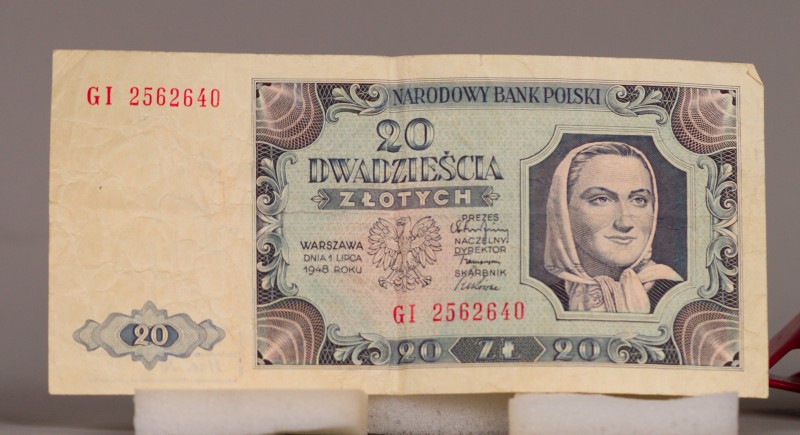 GI 2562640
NARODOWY BANK POLSKI
20
DWADZIEŚCIA
ZŁOTYCH
WARSZAWA
DNIA 1 LIPCA
1948 ROKU
PREZES
NACZELNY
DYREKTOR
SKARBNIK
GI 2562640
20
20 Zł 20